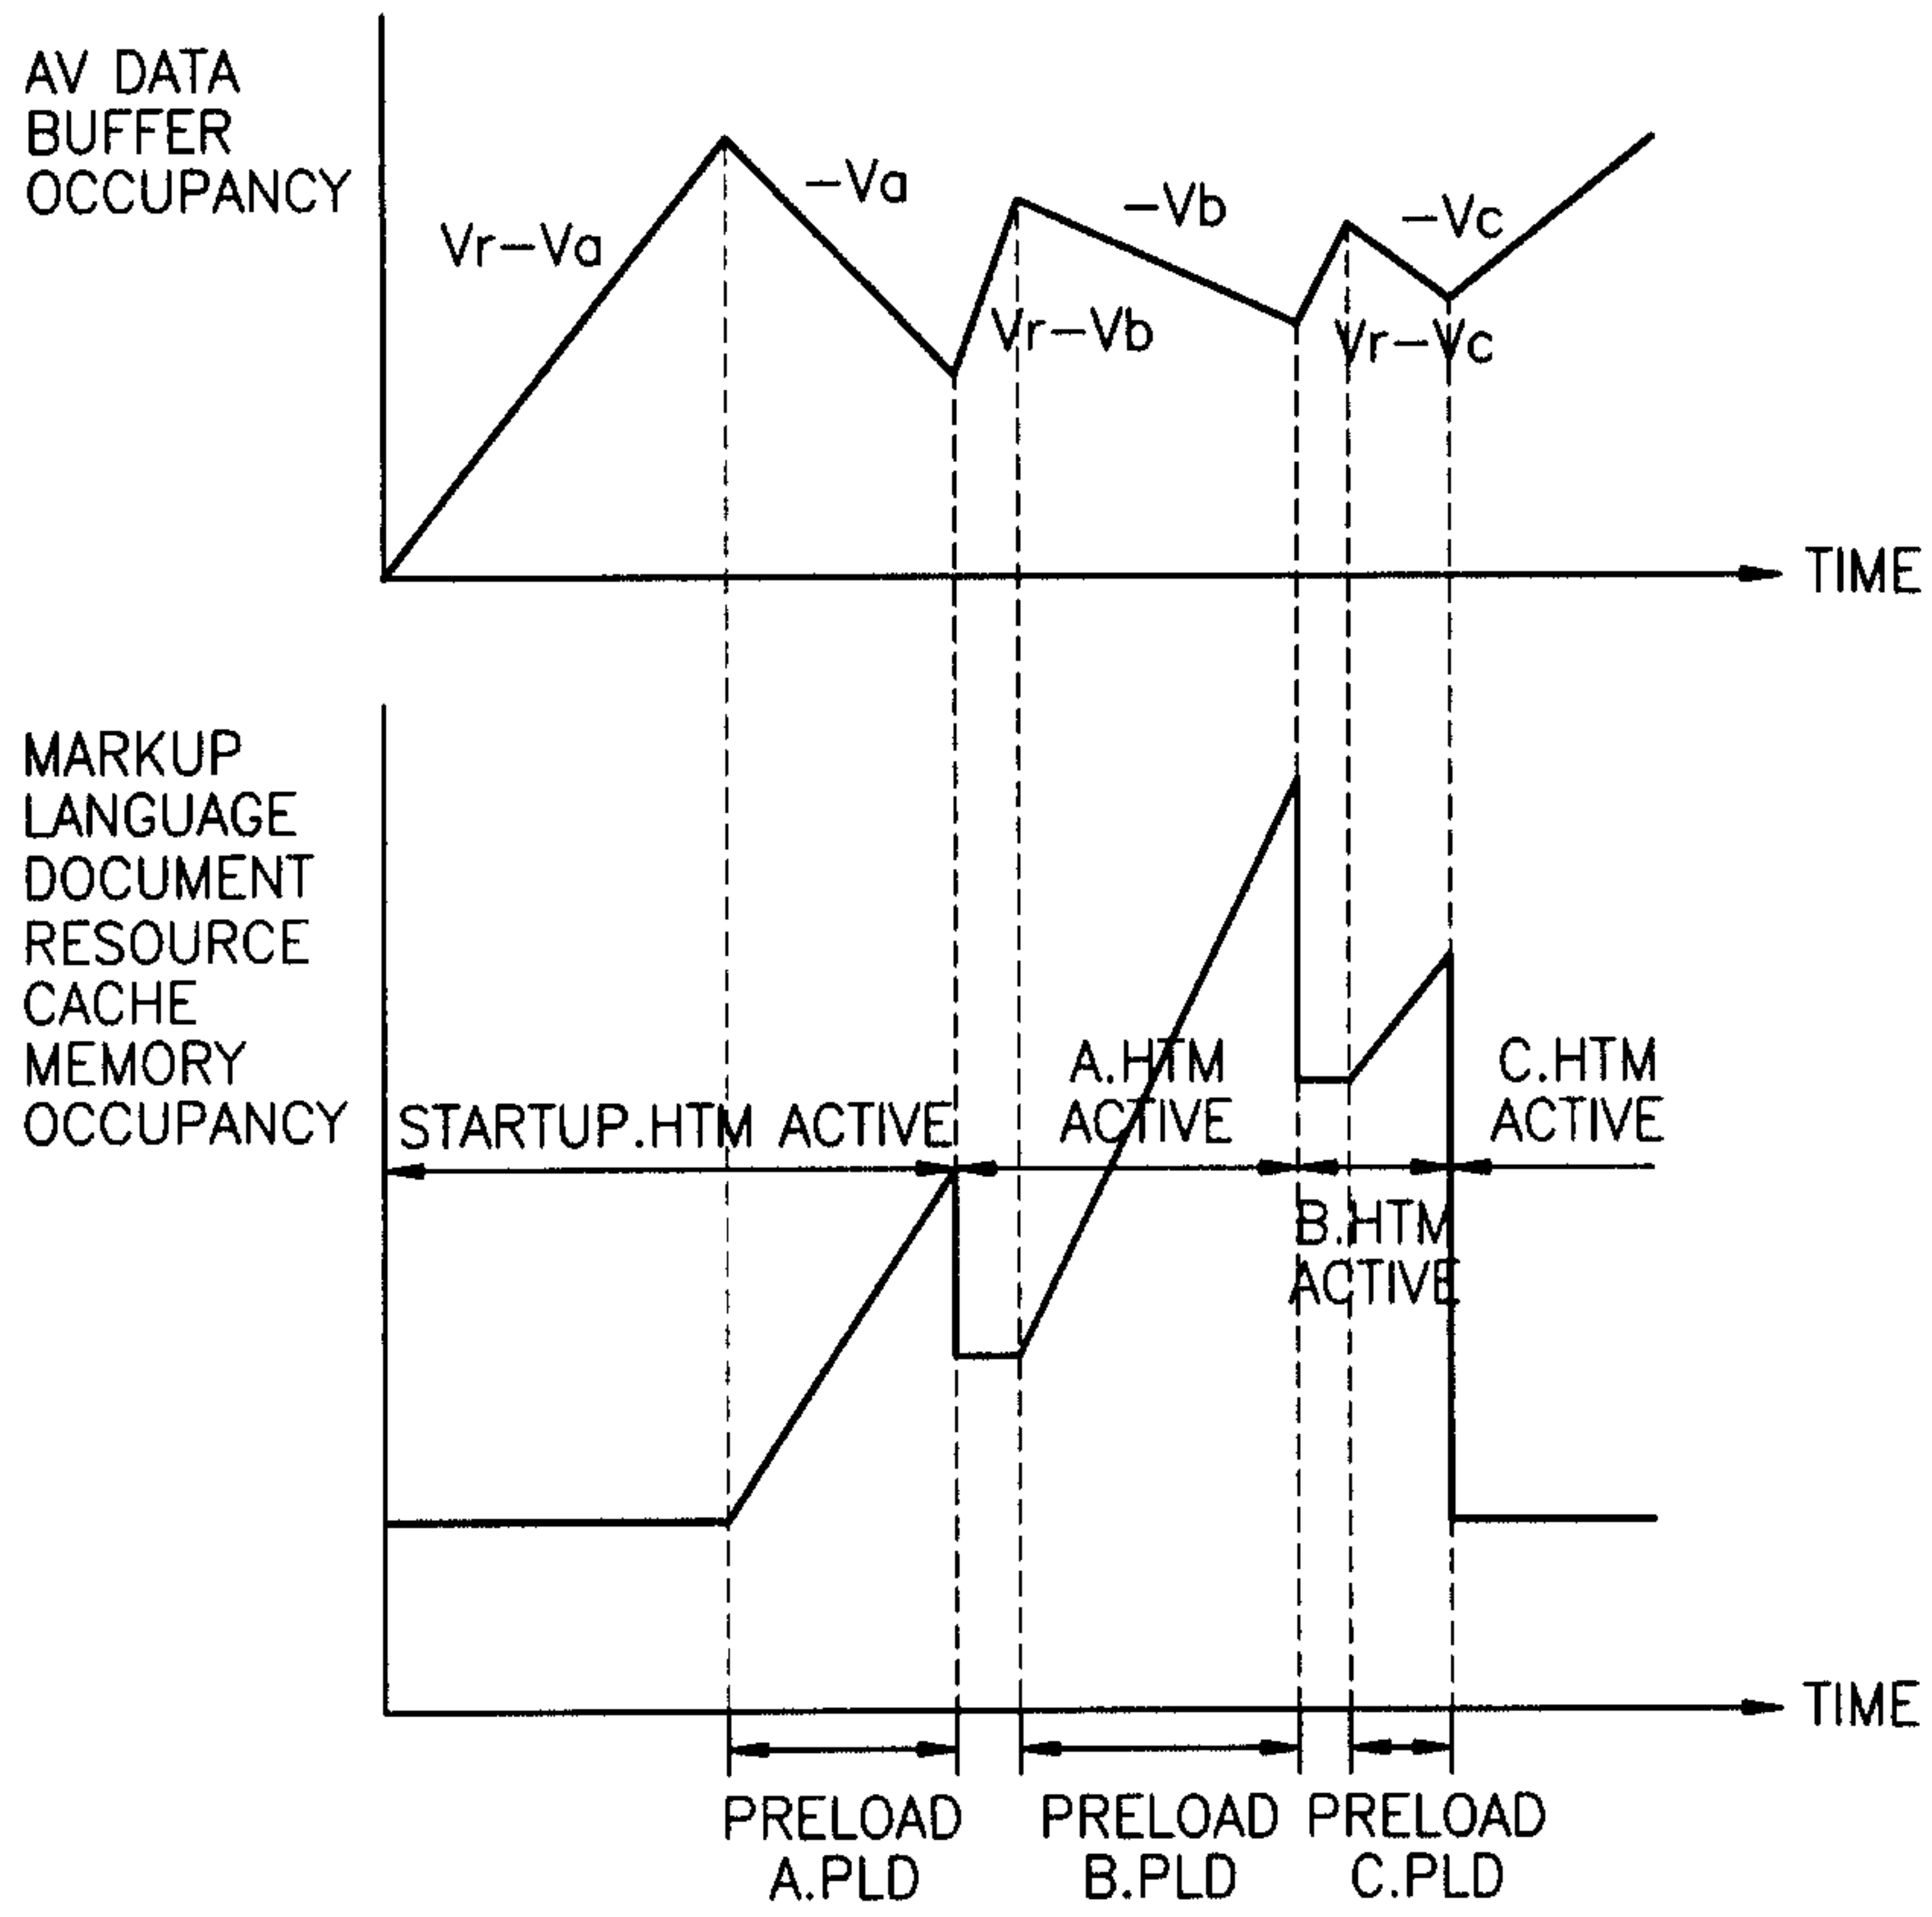 AV DATA
BUFFER
OCCUPANCY
Vr-Va
-Va
Vr-Vb
-Vb
Vr-Vc
-Vc
TIME
MARKUP
LANGUAGE
DOCUMENT
RESOURCE
CACHE
MEMORY
OCCUPANCY
STARTUP.HTM ACTIVE
A.HTM
ACTIVE
B.HTM
ACTIVE
C.HTM
ACTIVE
TIME
PRELOAD
A.PLD
PRELOAD
B.PLD
PRELOAD
C.PLD